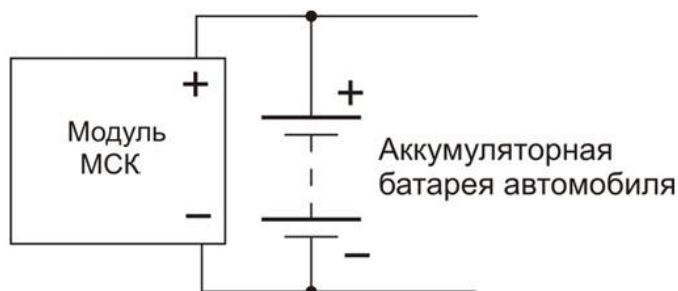 +
Модуль
МСК
−
+
Аккумуляторная
батарея автомобиля
−